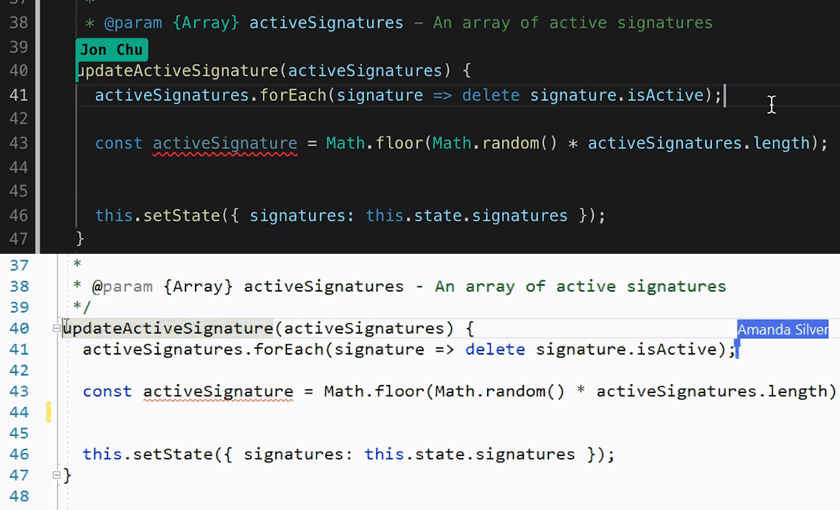 37 *
38 * @param {Array} activeSignatures – An array of active signatures
39 Jon Chu
40 updateActiveSignature(activeSignatures) {
41 activeSignatures.forEach(signature => delete signature.isActive);
42
43 const activeSignature = Math.floor(Math.random() * activeSignatures.length);
44
45
46 this.setState({ signatures: this.state.signatures });
47 }
37 *
38 * @param {Array} activeSignatures - An array of active signatures
39 */
40 updateActiveSignature(activeSignatures) {
Amanda Silver
41 activeSignatures.forEach(signature => delete signature.isActive);
42
43 const activeSignature = Math.floor(Math.random() * activeSignatures.length)
44
45
46 this.setState({ signatures: this.state.signatures });
47 }
48